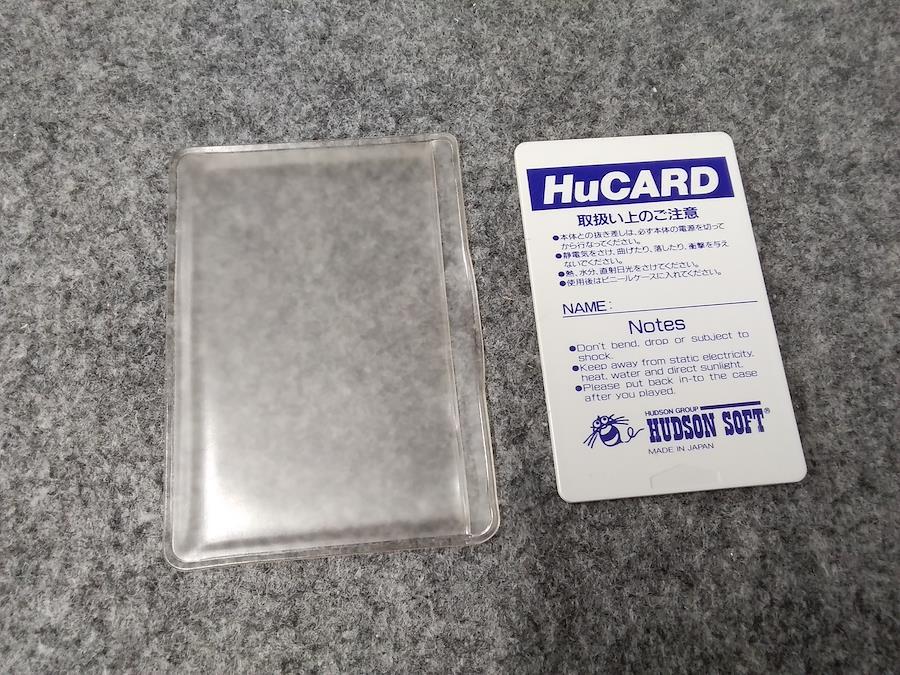 HuCARD
取扱い上のご注意
●本体との抜き差しは、必ず本体の電源を切って
から行なってください。
●静電気をさけ、曲げたり、落したり、衝撃を与え
ないでください。
●熱、水分、直射日光をさけてください。
●使用後はビニールケースに入れてください。
NAME:
Notes
●Don't bend, drop or subject to
shock.
●Keep away from static electricity,
heat, water and direct sunlight.
●Please put back in-to the case
after you played.
HUDSON GROUP
HUDSON SOFT®
MADE IN JAPAN